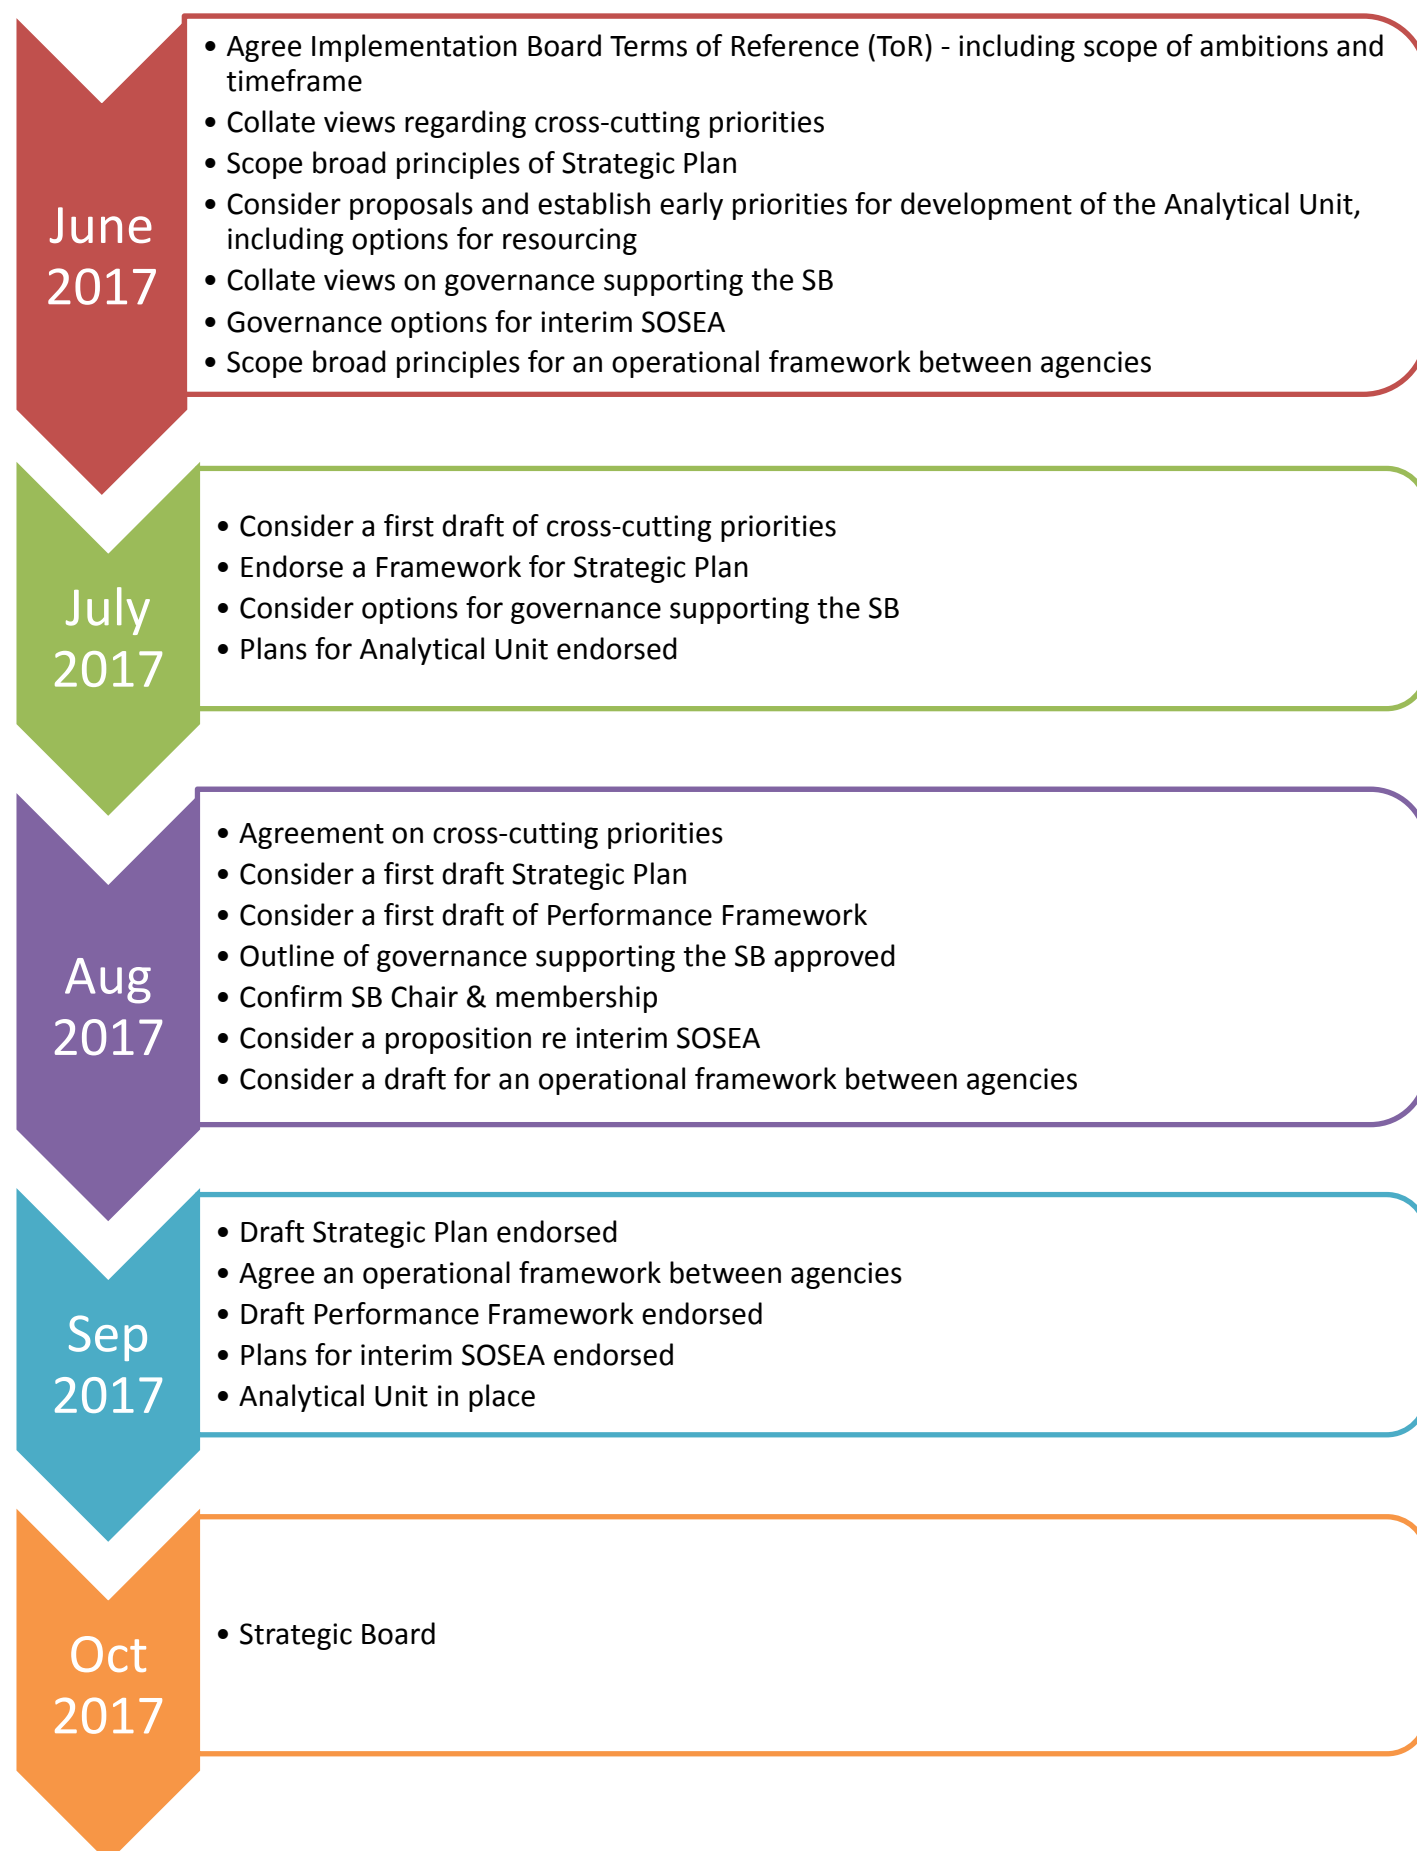 June
2017
• Agree Implementation Board Terms of Reference (ToR) - including scope of ambitions and
timeframe
• Collate views regarding cross-cutting priorities
• Scope broad principles of Strategic Plan
• Consider proposals and establish early priorities for development of the Analytical Unit,
including options for resourcing
• Collate views on governance supporting the SB
• Governance options for interim SOSEA
• Scope broad principles for an operational framework between agencies
July
2017
• Consider a first draft of cross-cutting priorities
• Endorse a Framework for Strategic Plan
• Consider options for governance supporting the SB
• Plans for Analytical Unit endorsed
Aug
2017
• Agreement on cross-cutting priorities
• Consider a first draft Strategic Plan
• Consider a first draft of Performance Framework
• Outline of governance supporting the SB approved
• Confirm SB Chair & membership
• Consider a proposition re interim SOSEA
• Consider a draft for an operational framework between agencies
Sep
2017
• Draft Strategic Plan endorsed
• Agree an operational framework between agencies
• Draft Performance Framework endorsed
• Plans for interim SOSEA endorsed
• Analytical Unit in place
Oct
2017
• Strategic Board